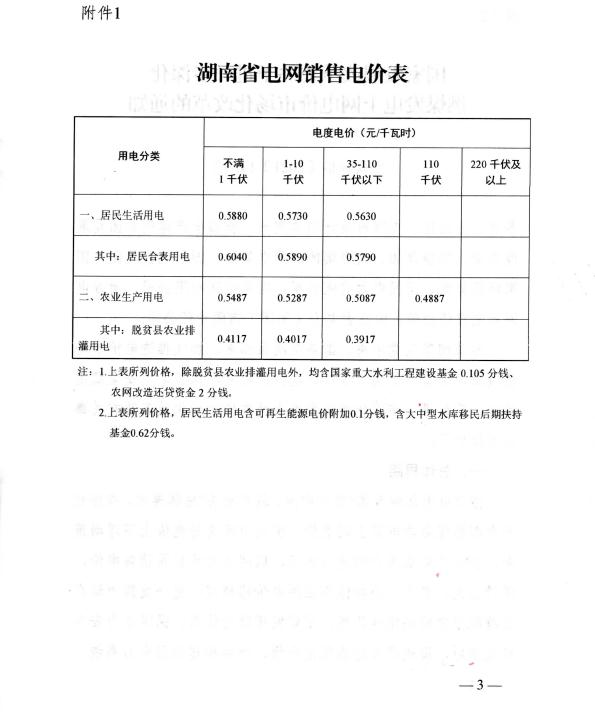 附件1
湖南省电网销售电价表
用电分类
电度电价（元/千瓦时）
不满 1千伏
1-10 千伏
35-110 千伏以下
110 千伏
220 千伏及以上
一、居民生活用电 0.5880 0.5730 0.5630
其中：居民合表用电 0.6040 0.5890 0.5790
二、农业生产用电 0.5487 0.5287 0.5087 0.4887
其中：脱贫县农业排灌用电 0.4117 0.4017 0.3917
注：1.上表所列价格，除脱贫县农业排灌用电外，均含国家重大水利工程建设基金 0.105 分钱、
农网改造还贷资金 2 分钱。
2.上表所列价格，居民生活用电含可再生能源电价附加0.1分钱，含大中型水库移民后期扶持
基金0.62分钱。
— 3 —